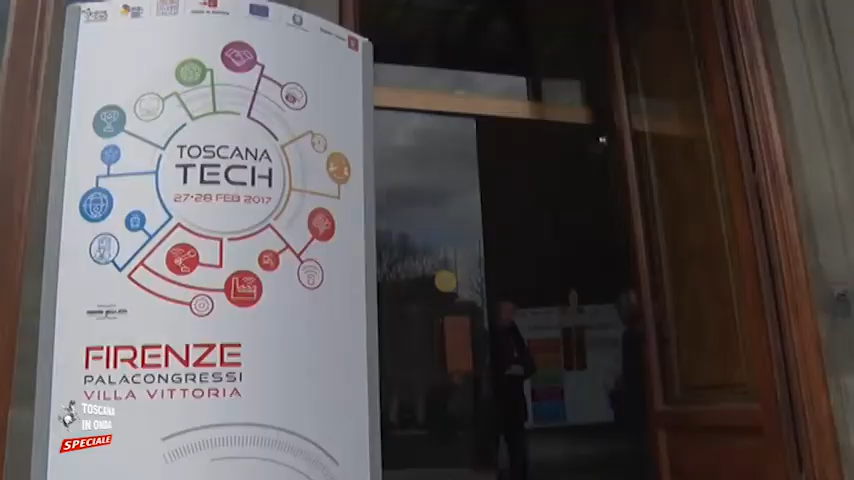 TOSCANA
TECH
27-28 FEB 2017
FIRENZE
PALACONGRESSI
VILLA VITTORIA
TOSCANA
IN ONDA
SPECIALE